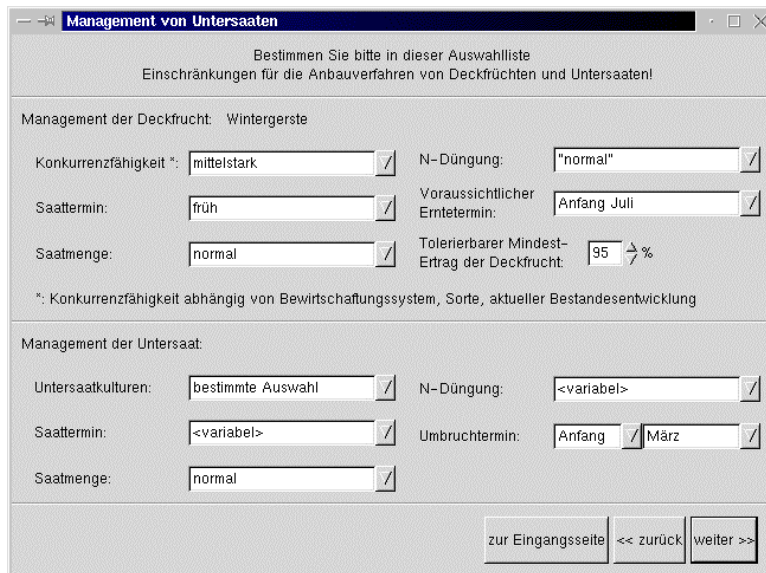 Management von Untersaaten
Bestimmen Sie bitte in dieser Auswahlliste
Einschränkungen für die Anbauverfahren von Deckfrüchten und Untersaaten!
Management der Deckfrucht: Wintergerste
Konkurrenzfähigkeit *: mittelstark
N-Düngung: "normal"
Saattermin: früh
Voraussichtlicher
Erntetermin: Anfang Juli
Saatmenge: normal
Tolerierbarer Mindest-
Ertrag der Deckfrucht: 95 %
*: Konkurrenzfähigkeit abhängig von Bewirtschaftungssystem, Sorte, aktueller Bestandesentwicklung
Management der Untersaat:
Untersaatkulturen: bestimmte Auswahl
N-Düngung: <variabel>
Saattermin: <variabel>
Umbruchtermin: Anfang März
Saatmenge: normal
zur Eingangsseite << zurück weiter >>